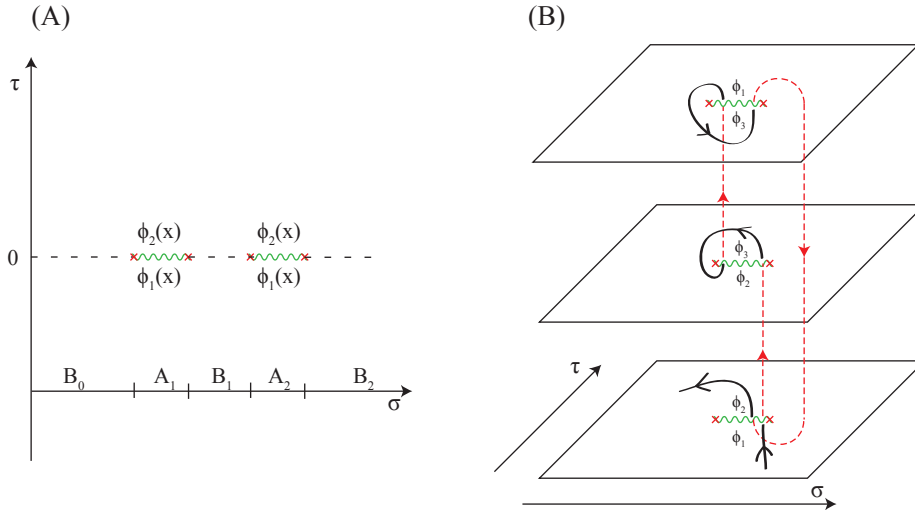 (A)
τ
0
ϕ₂(x) ϕ₂(x)
ϕ₁(x) ϕ₁(x)
B₀ A₁ B₁ A₂ B₂
σ
(B)
ϕ₁
ϕ₃
ϕ₃
ϕ₂
τ
ϕ₂
ϕ₁
σ